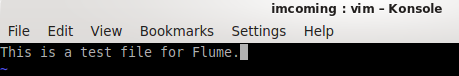 imcoming : vim – Konsole
File Edit View Bookmarks Settings Help
This is a test file for Flume.
~